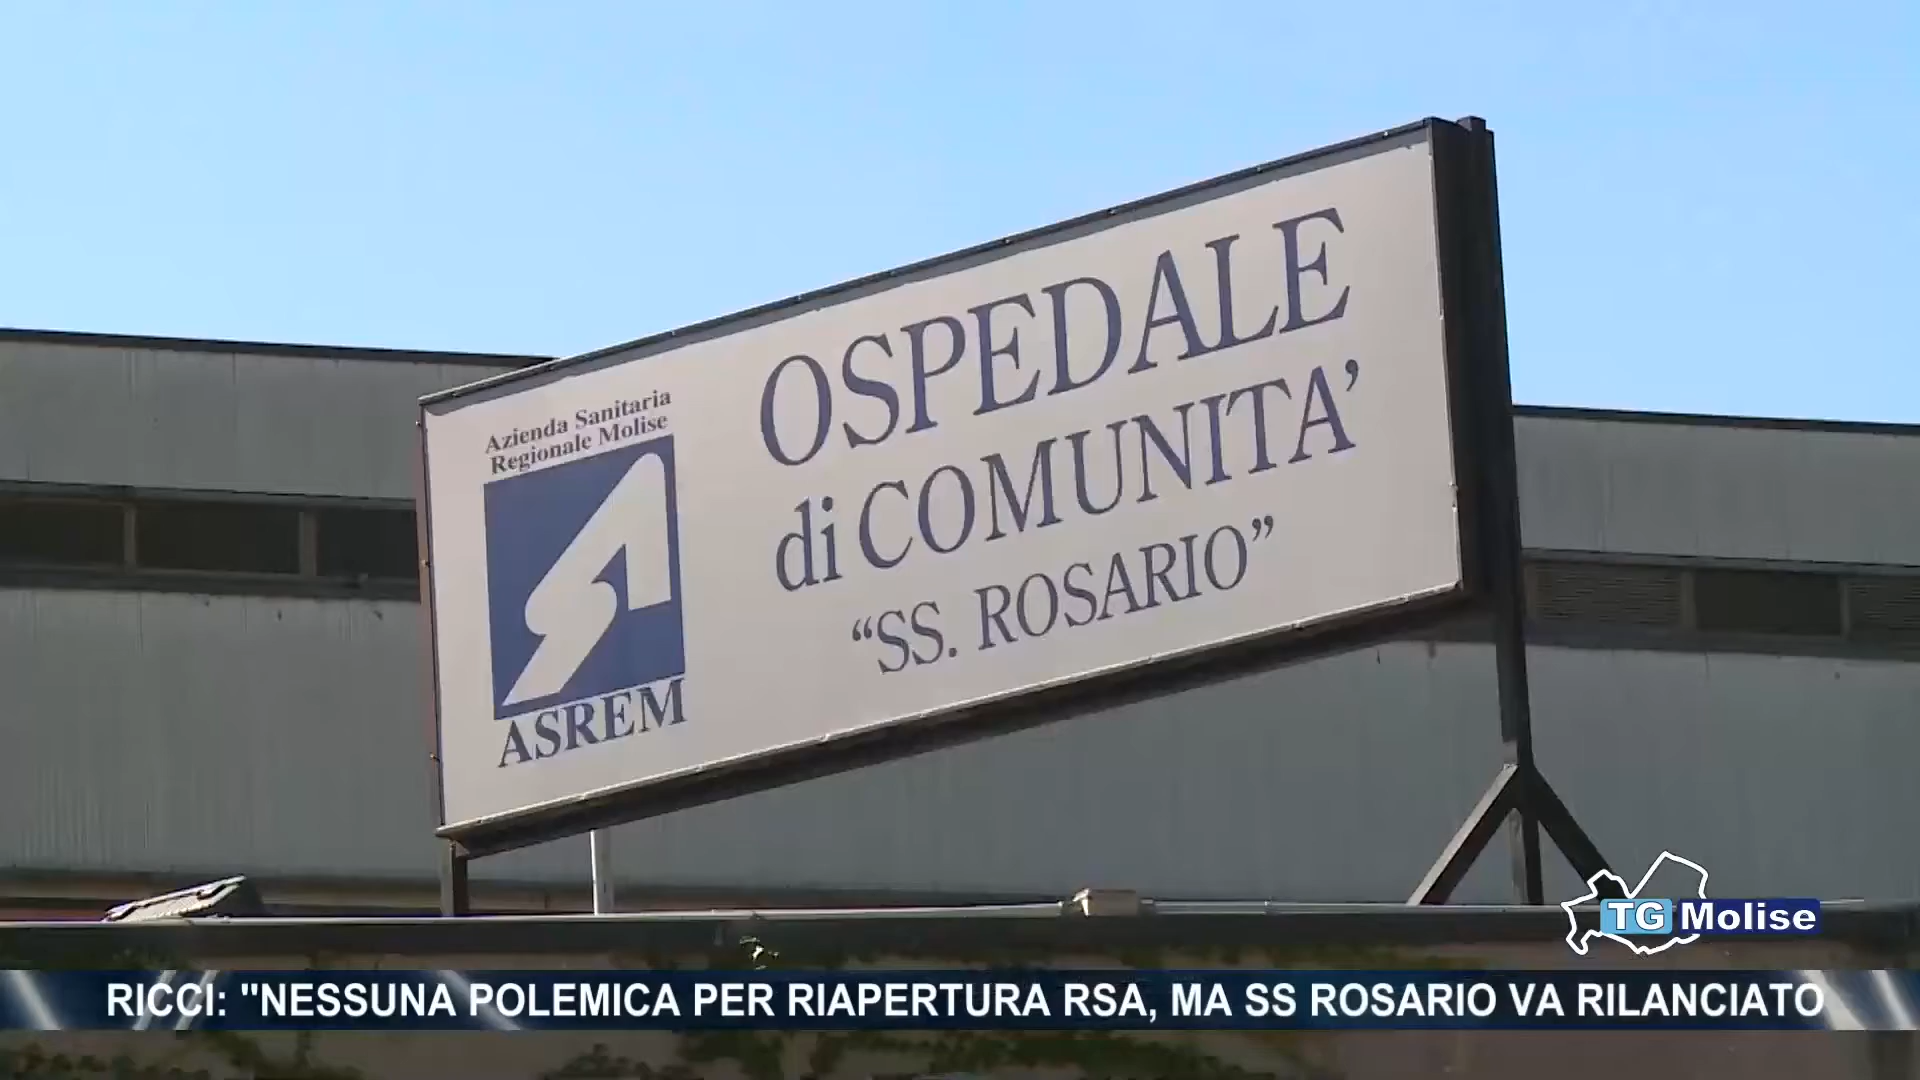 Azienda Sanitaria
Regionale Molise
ASREM
OSPEDALE
di COMUNITA'
“SS. ROSARIO”
TG Molise
RICCI: "NESSUNA POLEMICA PER RIAPERTURA RSA, MA SS ROSARIO VA RILANCIATO